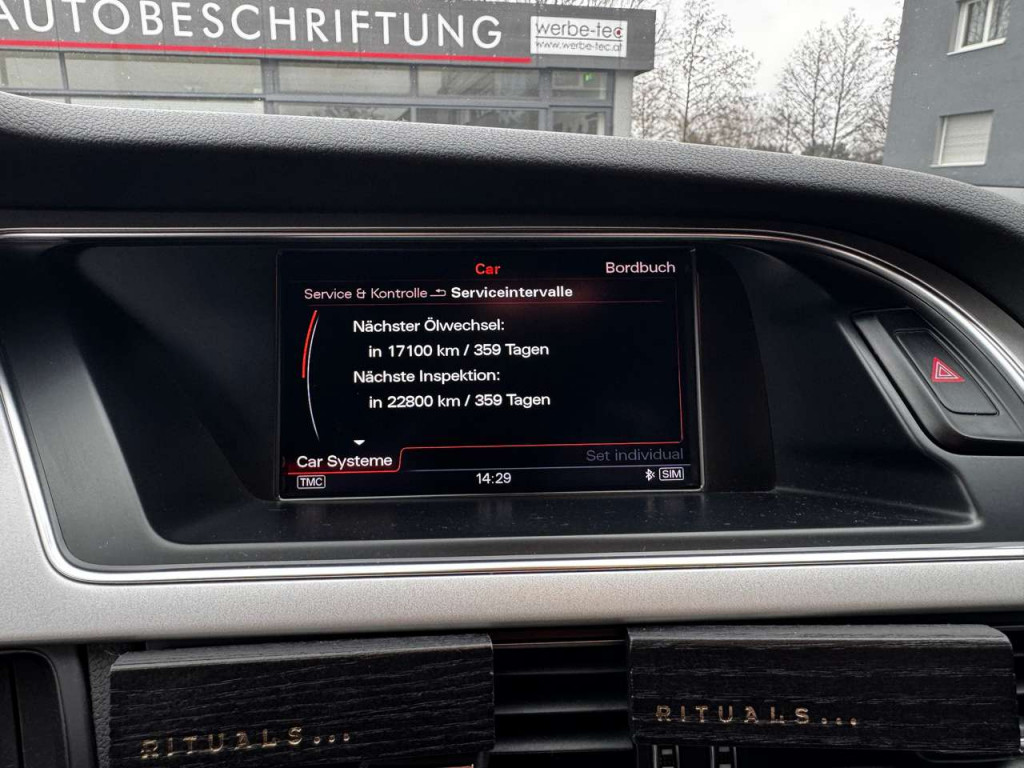 AUTOBESCHRIFTUNG
werbe-tec
www.werbe-tec.at
Car
Bordbuch
Service & Kontrolle Serviceintervalle
Nächster Ölwechsel:
in 17100 km / 359 Tagen
Nächste Inspektion:
in 22800 km / 359 Tagen
Car Systeme
Set individual
TMC
14:29
SIM
RITUALS...
RITUALS...